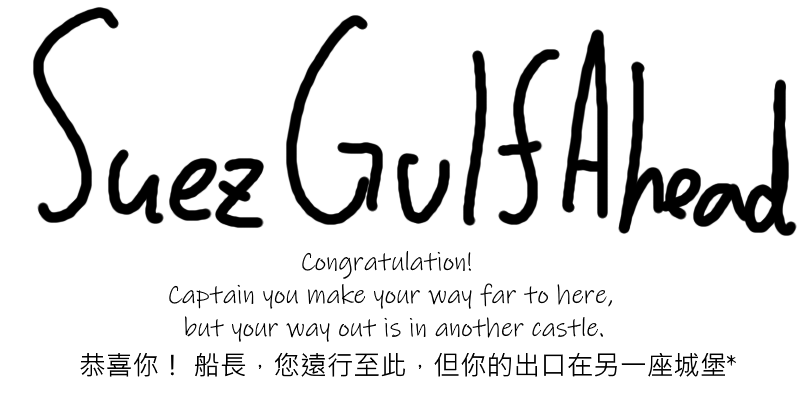 Suez Gulf Ahead
Congratulation!
Captain you make your way far to here,
but your way out is in another castle.
恭喜你！ 船長，您遠行至此，但你的出口在另一座城堡*